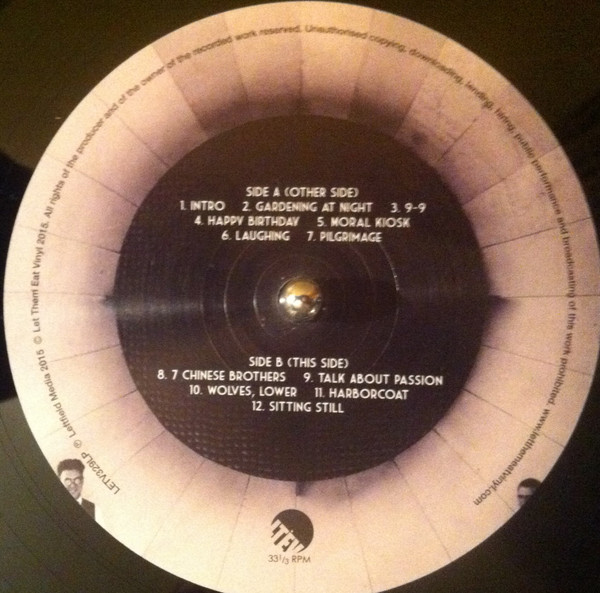 LETV329LP ℗ Leftfield Media 2015 © Let Them Eat Vinyl 2015. All rights of the producer and of the owner of the recorded work reserved. Unauthorised copying, downloading, lending, hiring, public performance and broadcasting of this work prohibited. www.letthemeatvinyl.com
SIDE A (OTHER SIDE)
1. INTRO 2. GARDENING AT NIGHT 3. 9-9
4. HAPPY BIRTHDAY 5. MORAL KIOSK
6. LAUGHING 7. PILGRIMAGE
SIDE B (THIS SIDE)
8. 7 CHINESE BROTHERS 9. TALK ABOUT PASSION
10. WOLVES, LOWER 11. HARBORCOAT
12. SITTING STILL
LTEV
33 1/3 RPM